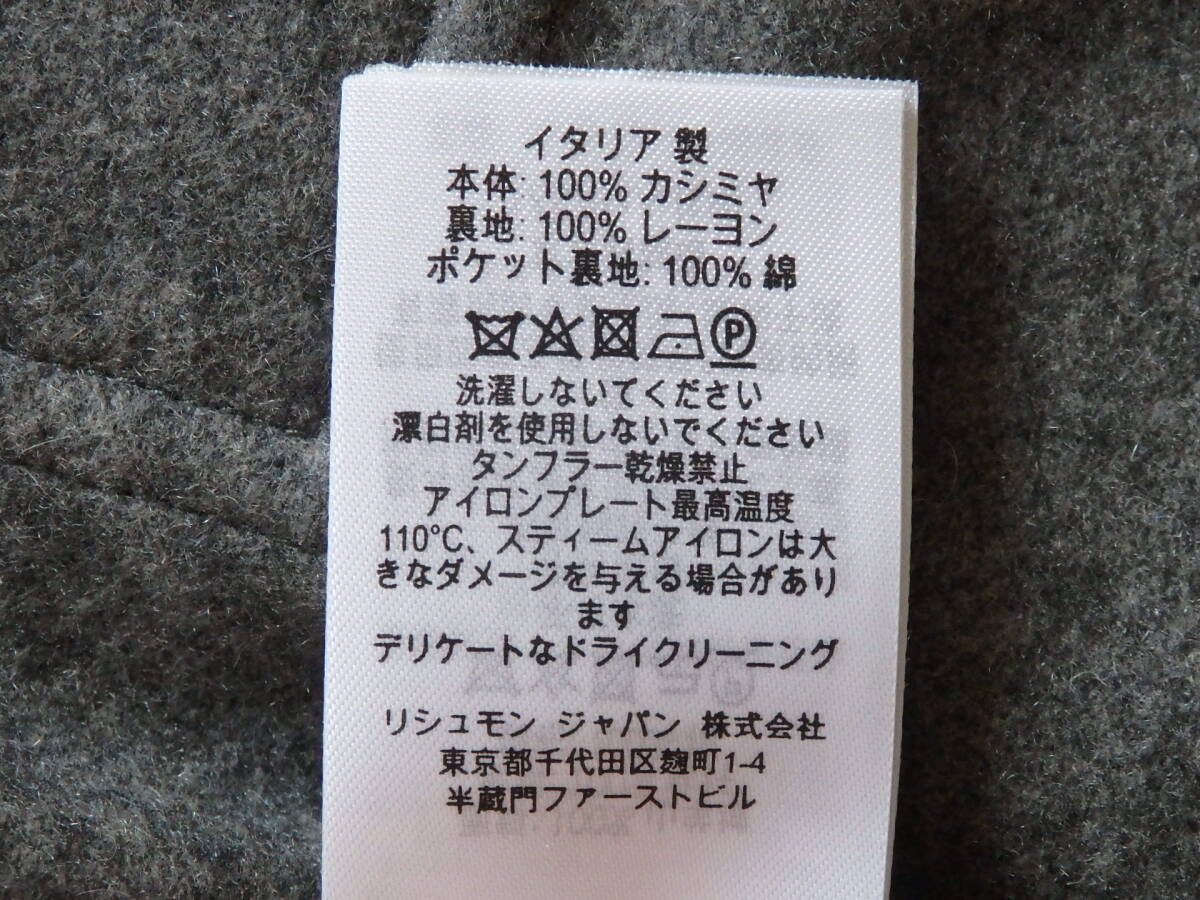 イタリア 製
本体: 100% カシミヤ
裏地: 100% レーヨン
ポケット裏地: 100% 綿
P
洗濯しないてください
漂白剤を使用しないでください
タンフラー乾燥禁止
アイロンプレート最高温度
110°C、スティームアイロンは大
きなダメージを与える場合があり
ます
デリケートなドライクリーニング
リシュモン ジャパン 株式会社
東京都千代田区麹町1-4
半蔵門ファーストビル